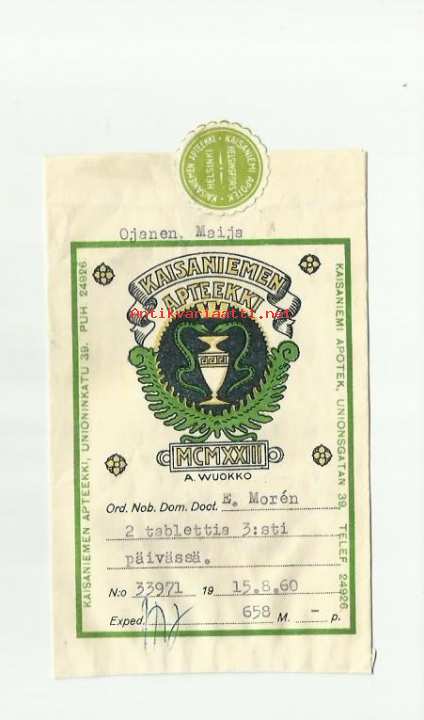 KAISANIEMEN APTEEKKI · KAISANIEMI APOTEK ·
HELSINKI HELSINGFORS
Ojanen, Maija
KAISANIEMEN
APTEEKKI
Antikvariaatti.net
MCMXXIII
A. WUOKKO
KAISANIEMEN APTEEKKI, UNIONINKATU 39. PUH. 24926
KAISANIEMI APOTEK, UNIONSGATAN 39, TELEF. 24926
Ord. Nob. Dom. Doct. E. Morén
2 tablettia 3:sti
päivässä.
N:o 33971 19 15.8.60
Exped. 658 M. - p.